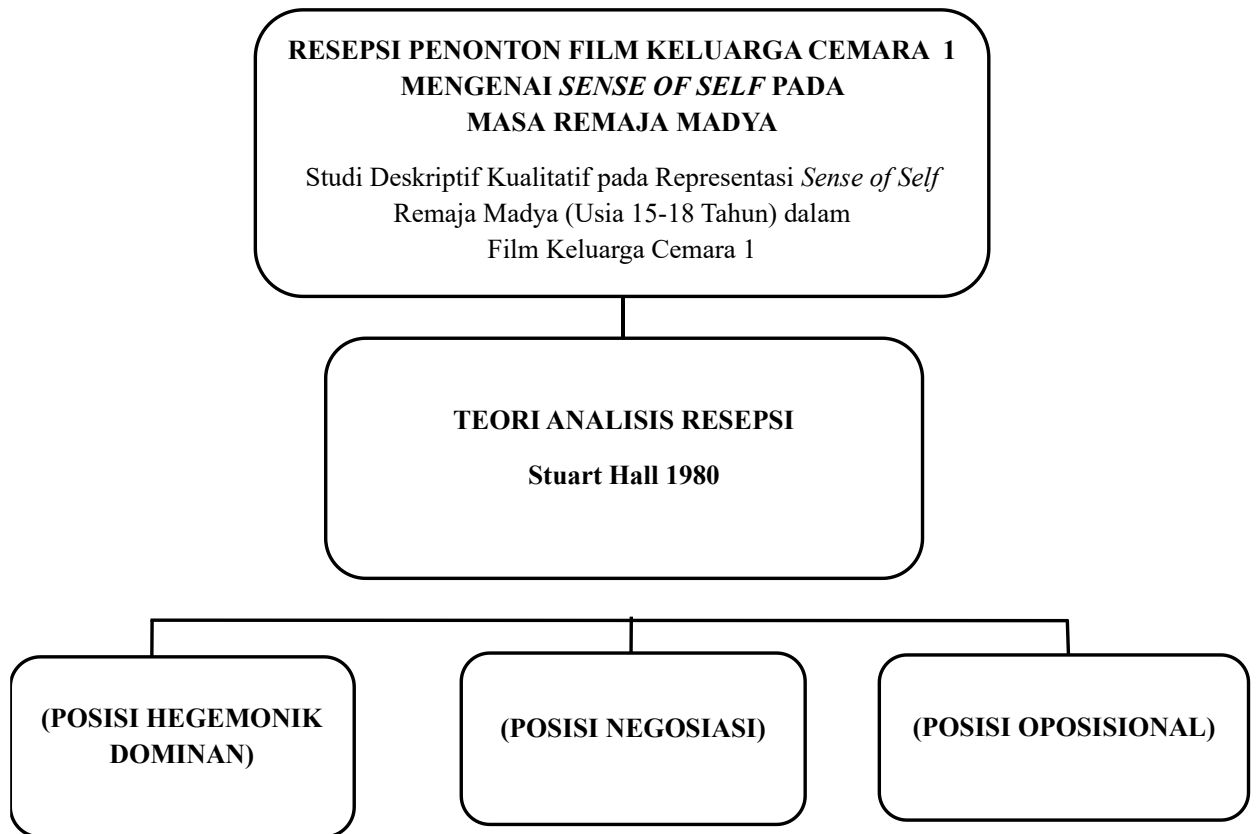 RESEPSI PENONTON FILM KELUARGA CEMARA 1
MENGENAI SENSE OF SELF PADA
MASA REMAJA MADYA
Studi Deskriptif Kualitatif pada Representasi Sense of Self
Remaja Madya (Usia 15-18 Tahun) dalam
Film Keluarga Cemara 1
TEORI ANALISIS RESEPSI
Stuart Hall 1980
(POSISI HEGEMONIK
DOMINAN)
(POSISI NEGOSIASI)
(POSISI OPOSISIONAL)